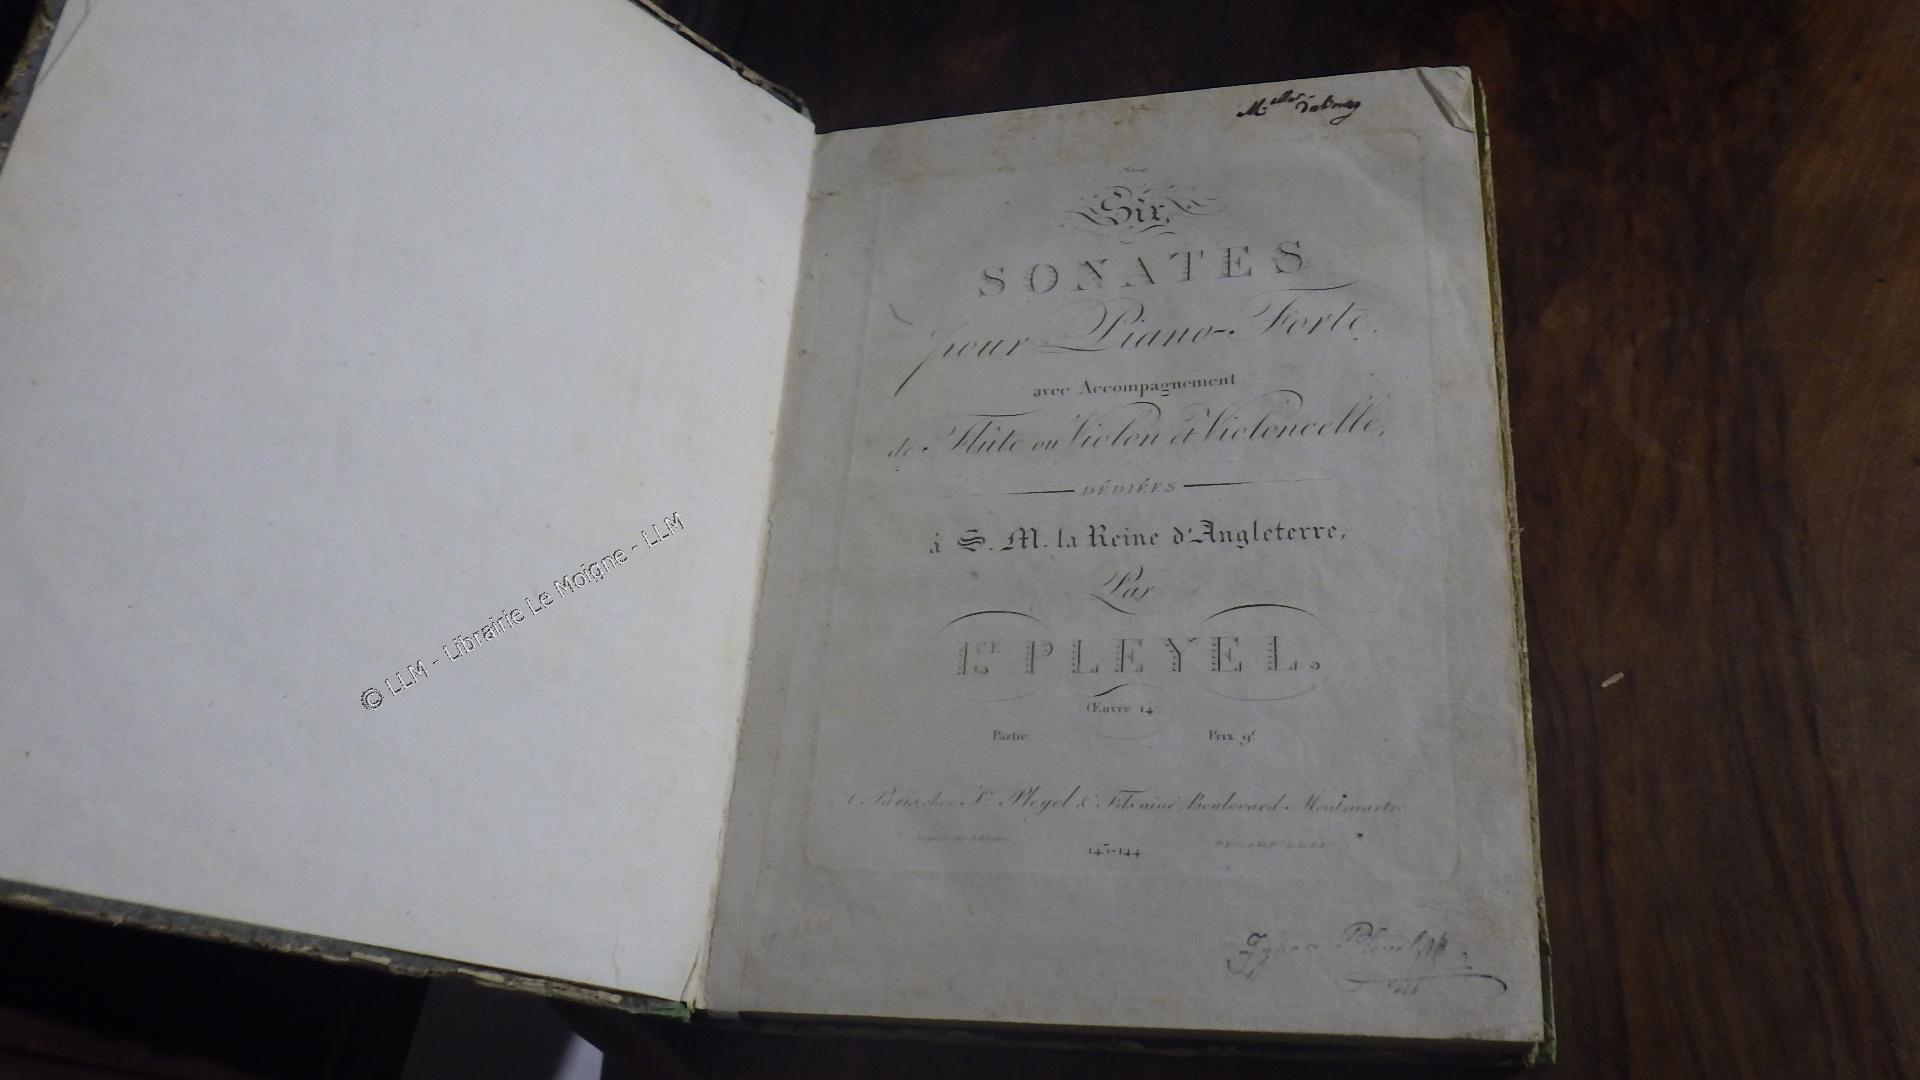 © LLM - Librairie Le Moigne - LLM
Six
SONATES
pour Piano-Forte,
avec Accompagnement
de Flûte ou Violon et Violoncelle,
DÉDIÉES
à S. M. la Reine d'Angleterre,
Par
I.CE PLEYEL.
Œuvre 14
Partie Prix 9f
A Paris chez Ice Pleyel & Fils ainé, Boulevard Montmartre
143-144